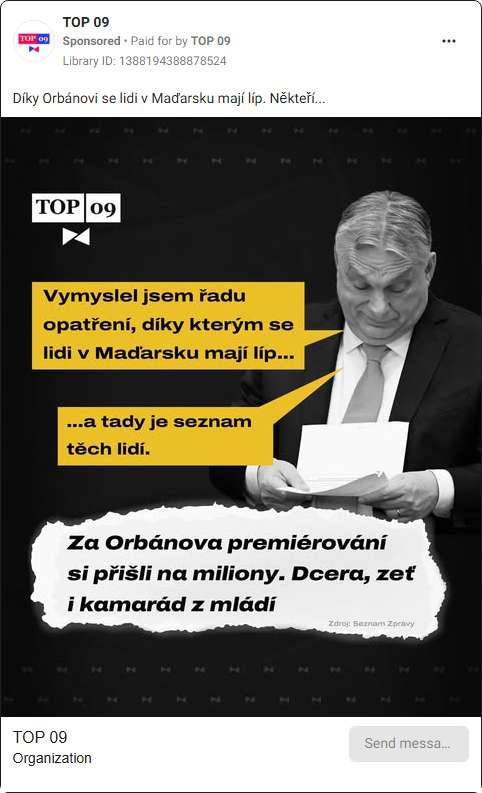 TOP 09
Sponsored • Paid for by TOP 09
Library ID: 1388194388878524
Díky Orbánovi se lidi v Maďarsku mají líp. Někteří...
TOP 09
Vymyslel jsem řadu
opatření, díky kterým se
lidi v Maďarsku mají líp...
...a tady je seznam
těch lidí.
Za Orbánova premiérování
si přišli na miliony. Dcera, zeť
i kamarád z mládí
Zdroj: Seznam Zprávy
TOP 09
Organization
Send messa...